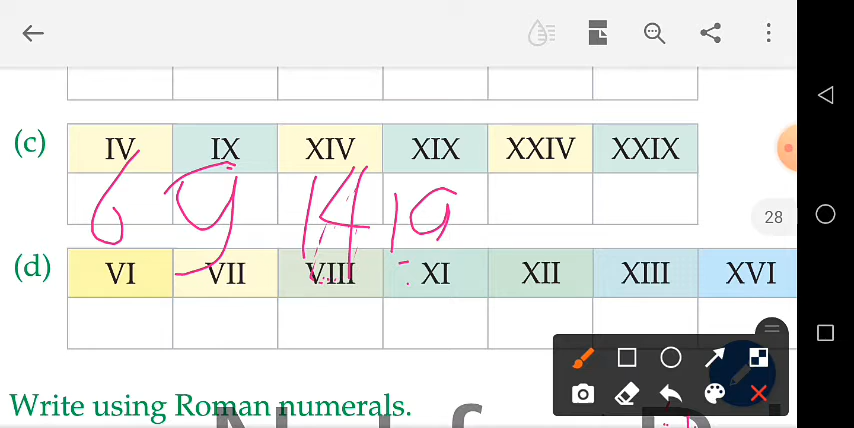 (c) IV IX XIV XIX XXIV XXIX
6 9 14 19
28
(d) VI VII VIII XI XII XIII XVI
Write using Roman numerals.